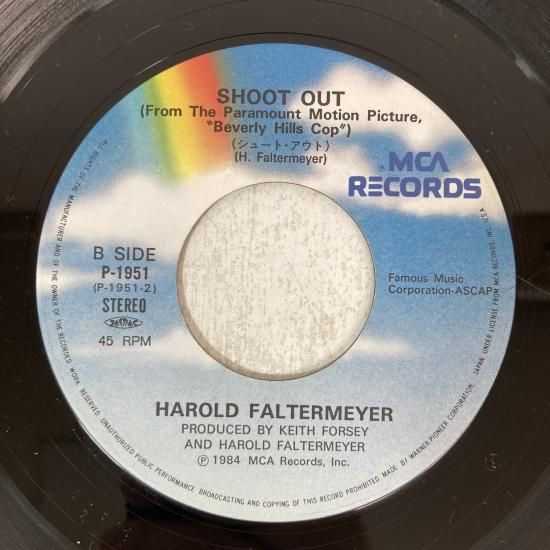 SHOOT OUT
(From The Paramount Motion Picture,
"Beverly Hills Cop")
(シュート・アウト)
(H. Faltermeyer)
MCA
RECORDS
B SIDE
P-1951
(P-1951-2)
STEREO
JASRAC
45 RPM
Famous Music
Corporation-ASCAP
HAROLD FALTERMEYER
PRODUCED BY KEITH FORSEY
AND HAROLD FALTERMEYER
Ⓟ 1984 MCA Records, Inc.
ALL RIGHTS OF THE MANUFACTURER AND OF THE OWNER OF THE RECORDED WORK RESERVED. UNAUTHORIZED PUBLIC PERFORMANCE BROADCASTING AND COPYING OF THIS RECORD PROHIBITED. MADE BY WARNER-PIONEER CORPORATION, JAPAN, UNDER LICENSE FROM MCA RECORDS, INC., USA